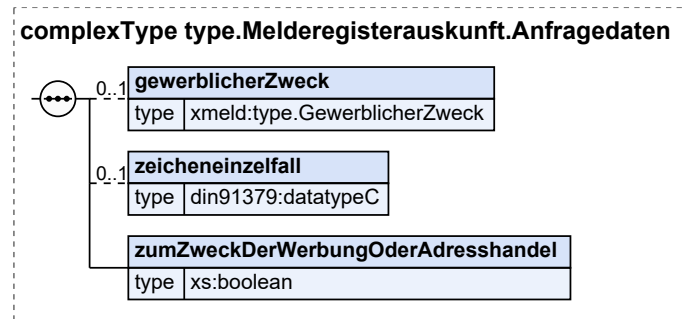 complexType type.Melderegisterauskunft.Anfragedaten
0..1 gewerblicherZweck
type xmeld:type.GewerblicherZweck
0..1 zeicheneinzelfall
type din91379:datatypeC
zumZweckDerWerbungOderAdresshandel
type xs:boolean